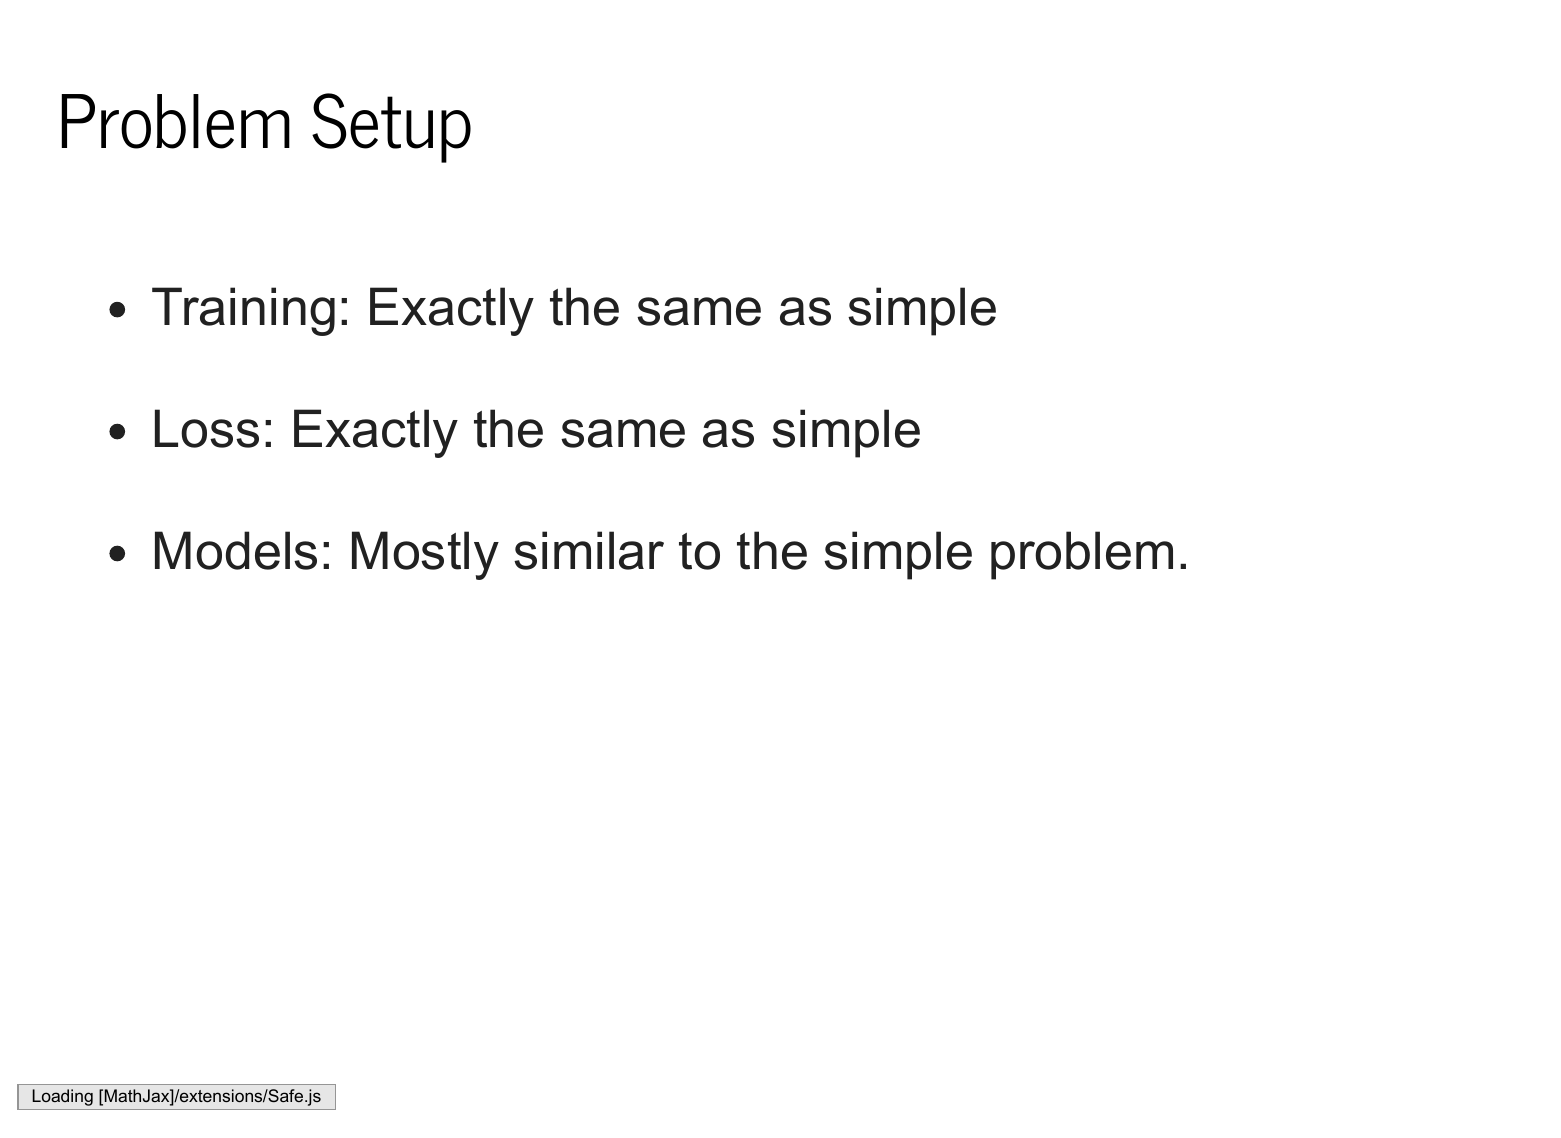 Problem Setup
• Training: Exactly the same as simple
• Loss: Exactly the same as simple
• Models: Mostly similar to the simple problem.
Loading [MathJax]/extensions/Safe.js